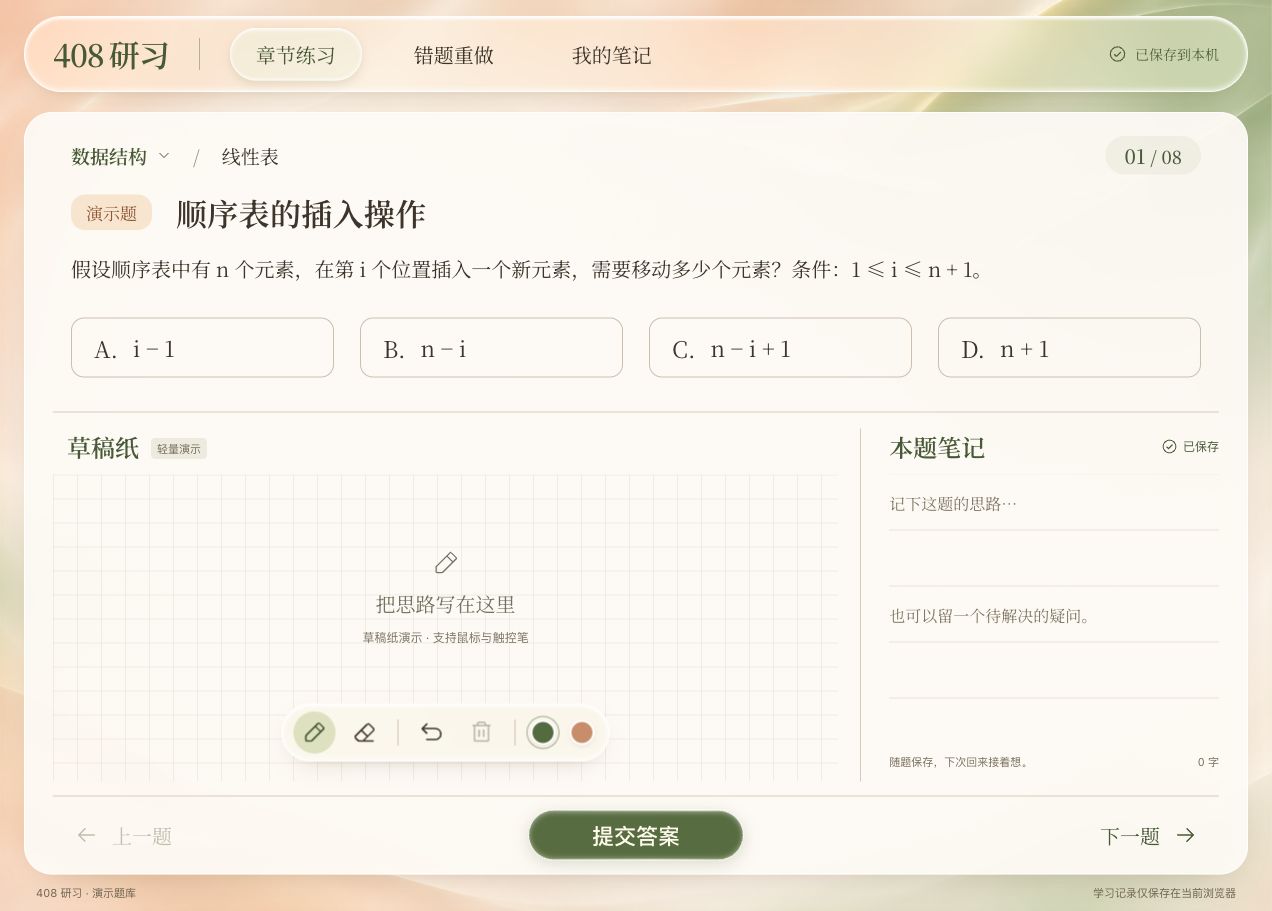 408 研习 章节练习 错题重做 我的笔记 已保存到本机
数据结构 / 线性表 01 / 08
演示题 顺序表的插入操作
假设顺序表中有 n 个元素，在第 i 个位置插入一个新元素，需要移动多少个元素？条件：1 ≤ i ≤ n + 1。
A. i − 1 B. n − i C. n − i + 1 D. n + 1
草稿纸 轻量演示
把思路写在这里
草稿纸演示 · 支持鼠标与触控笔
本题笔记 已保存
记下这题的思路…
也可以留一个待解决的疑问。
随题保存，下次回来接着想。 0 字
← 上一题 提交答案 下一题 →
408 研习 · 演示题库 学习记录仅保存在当前浏览器